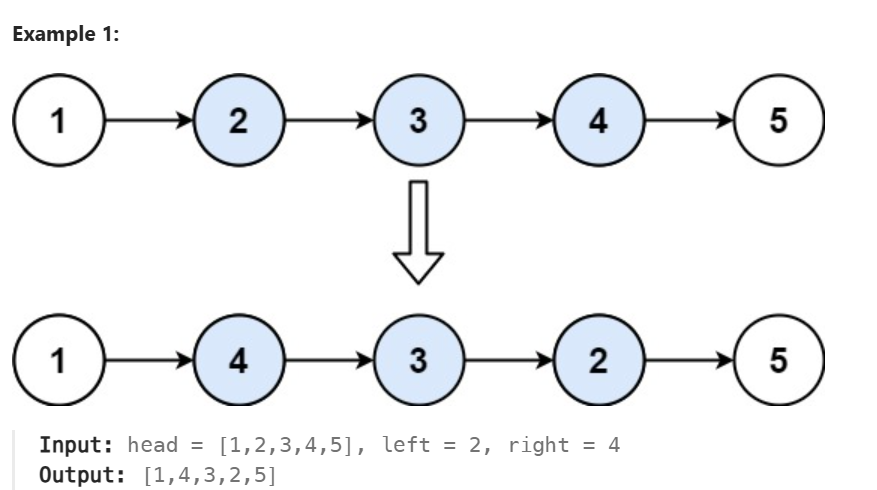 Example 1:
1 2 3 4 5
1 4 3 2 5
Input: head = [1,2,3,4,5], left = 2, right = 4
Output: [1,4,3,2,5]